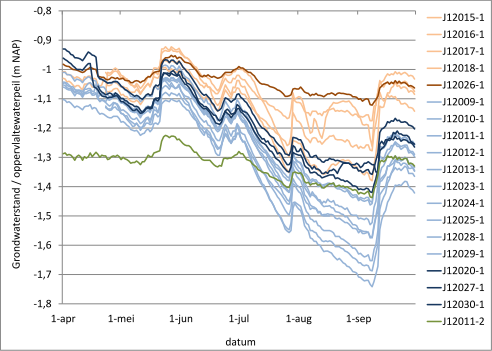 -0,8
-0,9
-1
-1,1
-1,2
-1,3
-1,4
-1,5
-1,6
-1,7
-1,8
Grondwaterstand / oppervlaktewaterpeil (m NAP)
1-apr 1-mei 1-jun 1-jul 1-aug 1-sep
datum
J12015-1
J12016-1
J12017-1
J12018-1
J12026-1
J12009-1
J12010-1
J12011-1
J12012-1
J12013-1
J12023-1
J12024-1
J12025-1
J12028-1
J12029-1
J12020-1
J12027-1
J12030-1
J12011-2